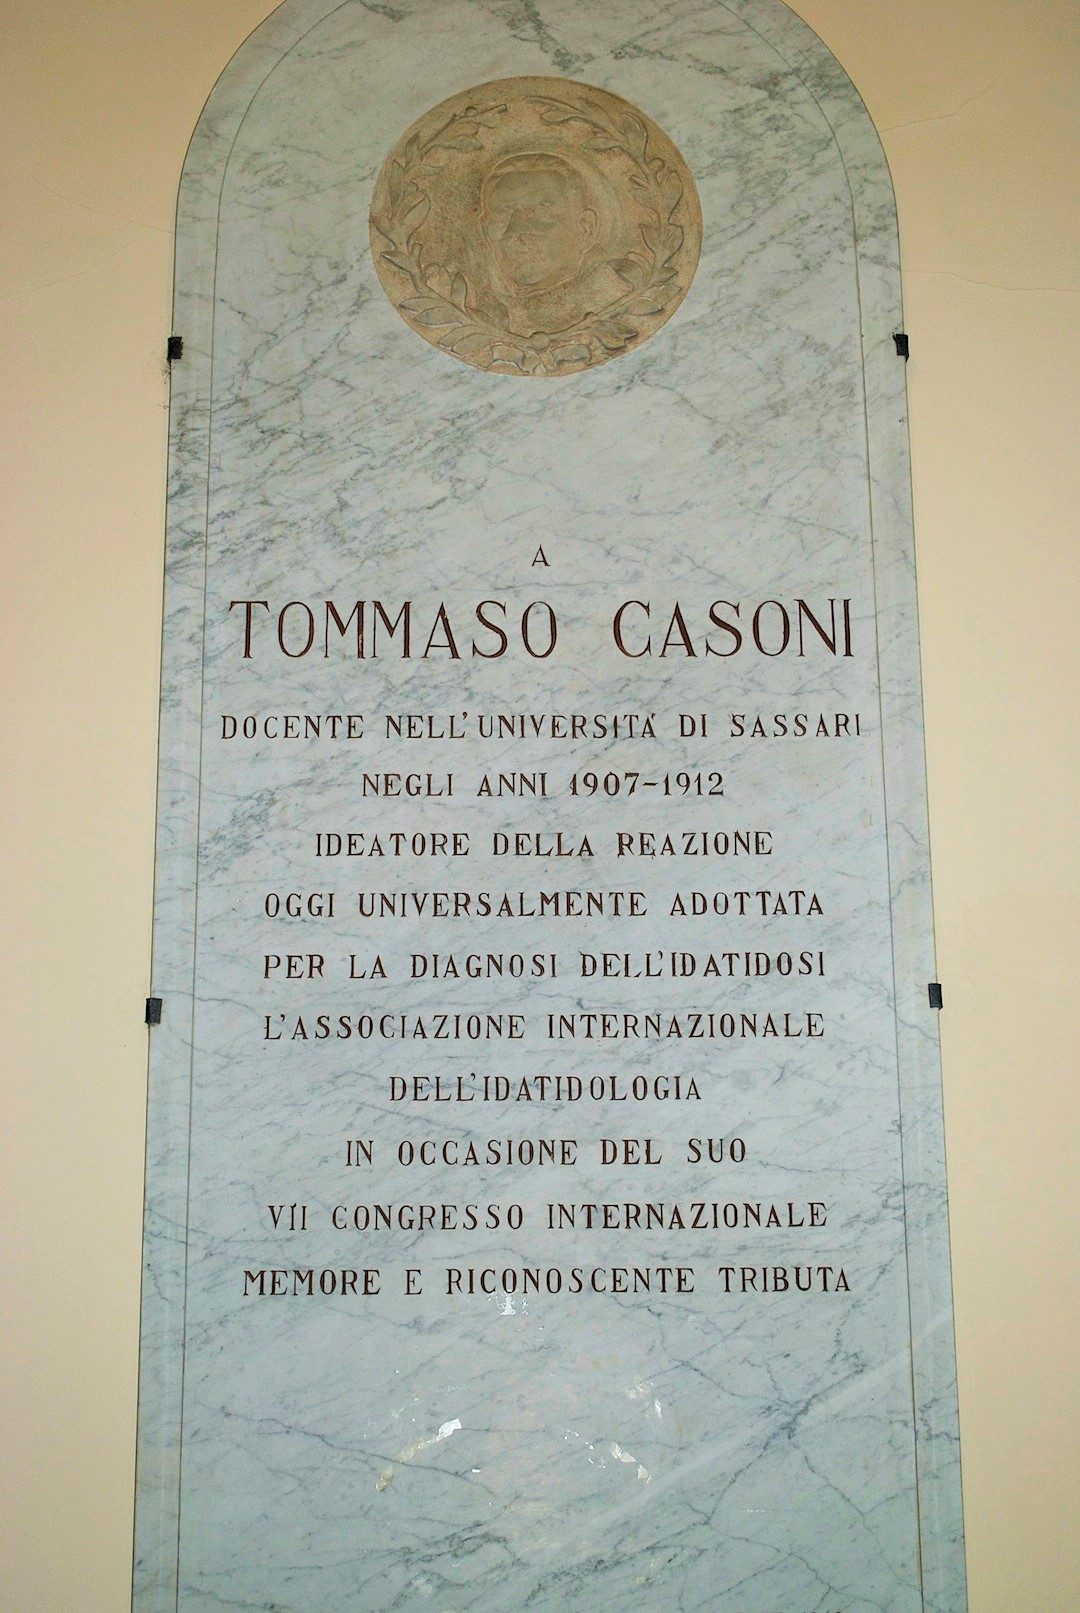 A
TOMMASO CASONI
DOCENTE NELL'UNIVERSITÁ DI SASSARI
NEGLI ANNI 1907-1912
IDEATORE DELLA REAZIONE
OGGI UNIVERSALMENTE ADOTTATA
PER LA DIAGNOSI DELL'IDATIDOSI
L'ASSOCIAZIONE INTERNAZIONALE
DELL'IDATIDOLOGIA
IN OCCASIONE DEL SUO
VII CONGRESSO INTERNAZIONALE
MEMORE E RICONOSCENTE TRIBUTA